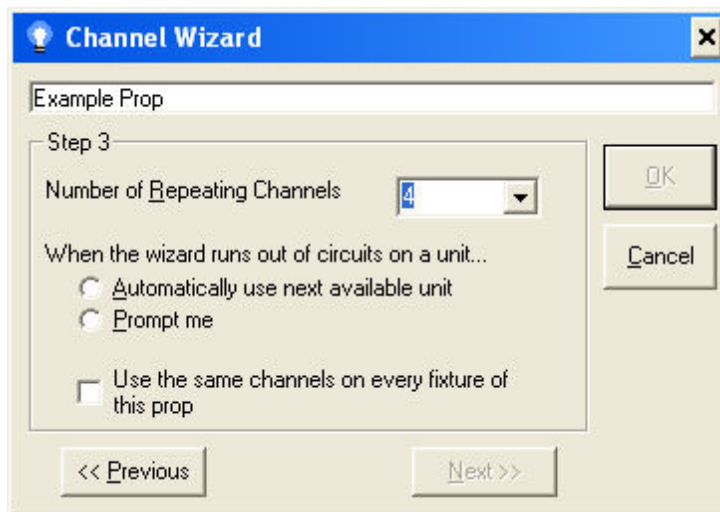 Channel Wizard
Example Prop
Step 3
Number of Repeating Channels
4
OK
When the wizard runs out of circuits on a unit...
Cancel
Automatically use next available unit
Prompt me
Use the same channels on every fixture of
this prop
<< Previous
Next >>